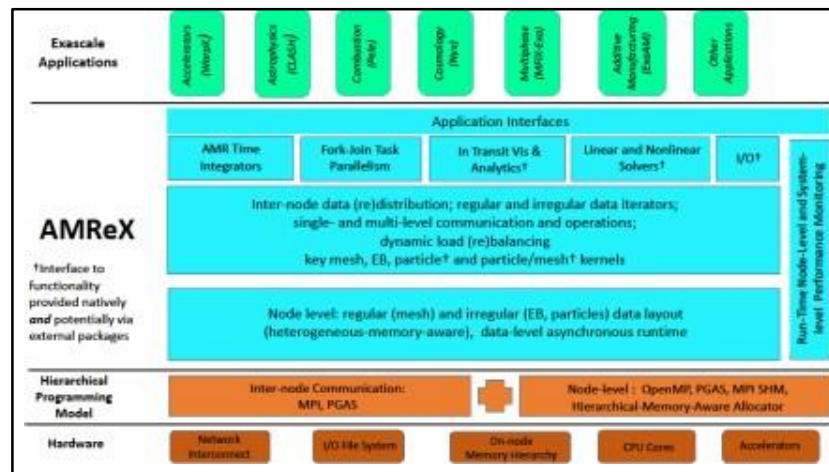 Exascale
Applications
Accelerators
(WarpX)
Astrophysics
(CLASH)
Combustion
(Pele)
Cosmology
(Nyx)
Multiphase
(MFIX-Exa)
Additive
Manufacturing
(ExaAM)
Other
Applications
Application Interfaces
AMR Time
Integrators
Fork-Join Task
Parallelism
In Transit Vis &
Analytics†
Linear and Nonlinear
Solvers†
I/O†
Run-Time Node-Level and System-
level Performance Monitoring
AMReX
†Interface to
functionality
provided natively
and potentially via
external packages
Inter-node data (re)distribution; regular and irregular data iterators;
single- and multi-level communication and operations;
dynamic load (re)balancing
key mesh, EB, particle† and particle/mesh† kernels
Node level: regular (mesh) and irregular (EB, particles) data layout
(heterogeneous-memory-aware), data-level asynchronous runtime
Hierarchical
Programming
Model
Inter-node Communication:
MPI, PGAS
Node-level : OpenMP, PGAS, MPI SHM,
Hierarchical-Memory-Aware Allocator
Hardware
Network
Interconnect
I/O File System
On-node
Memory Hierarchy
CPU Cores
Accelerators